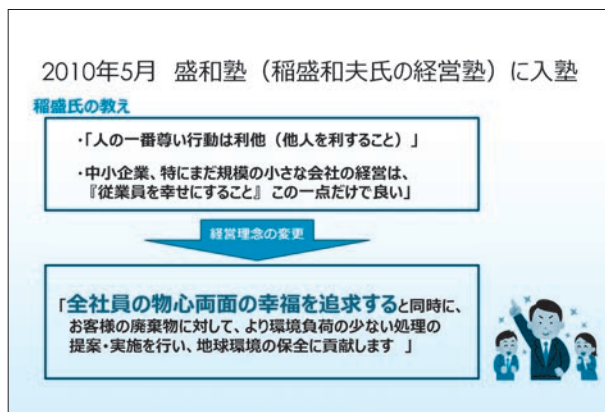 2010年5月 盛和塾（稲盛和夫氏の経営塾）に入塾
稲盛氏の教え
・「人の一番尊い行動は利他（他人を利すること）」
・中小企業、特にまだ規模の小さな会社の経営は、
『従業員を幸せにすること』この一点だけで良い」
経営理念の変更
「全社員の物心両面の幸福を追求すると同時に、
お客様の廃棄物に対して、より環境負荷の少ない処理の
提案・実施を行い、地球環境の保全に貢献します 」